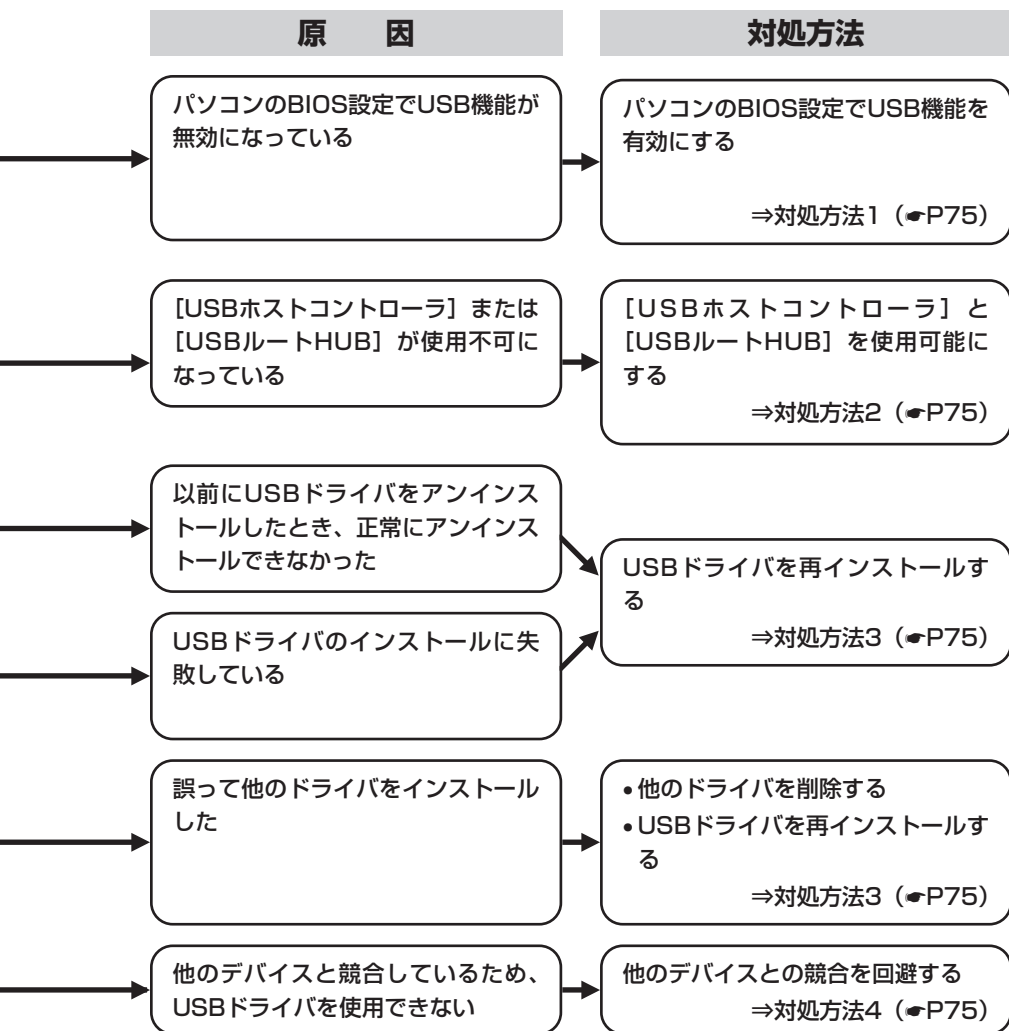 原　因
対処方法
パソコンのBIOS設定でUSB機能が
無効になっている
パソコンのBIOS設定でUSB機能を
有効にする
⇒対処方法1（☛P75）
［USBホストコントローラ］または
［USBルートHUB］が使用不可に
なっている
［USBホストコントローラ］と
［USBルートHUB］を使用可能に
する
⇒対処方法2（☛P75）
以前にUSBドライバをアンインス
トールしたとき、正常にアンインス
トールできなかった
USBドライバのインストールに失
敗している
USBドライバを再インストールす
る
⇒対処方法3（☛P75）
誤って他のドライバをインストール
した
•他のドライバを削除する
•USBドライバを再インストールす
る
⇒対処方法3（☛P75）
他のデバイスと競合しているため、
USBドライバを使用できない
他のデバイスとの競合を回避する
⇒対処方法4（☛P75）